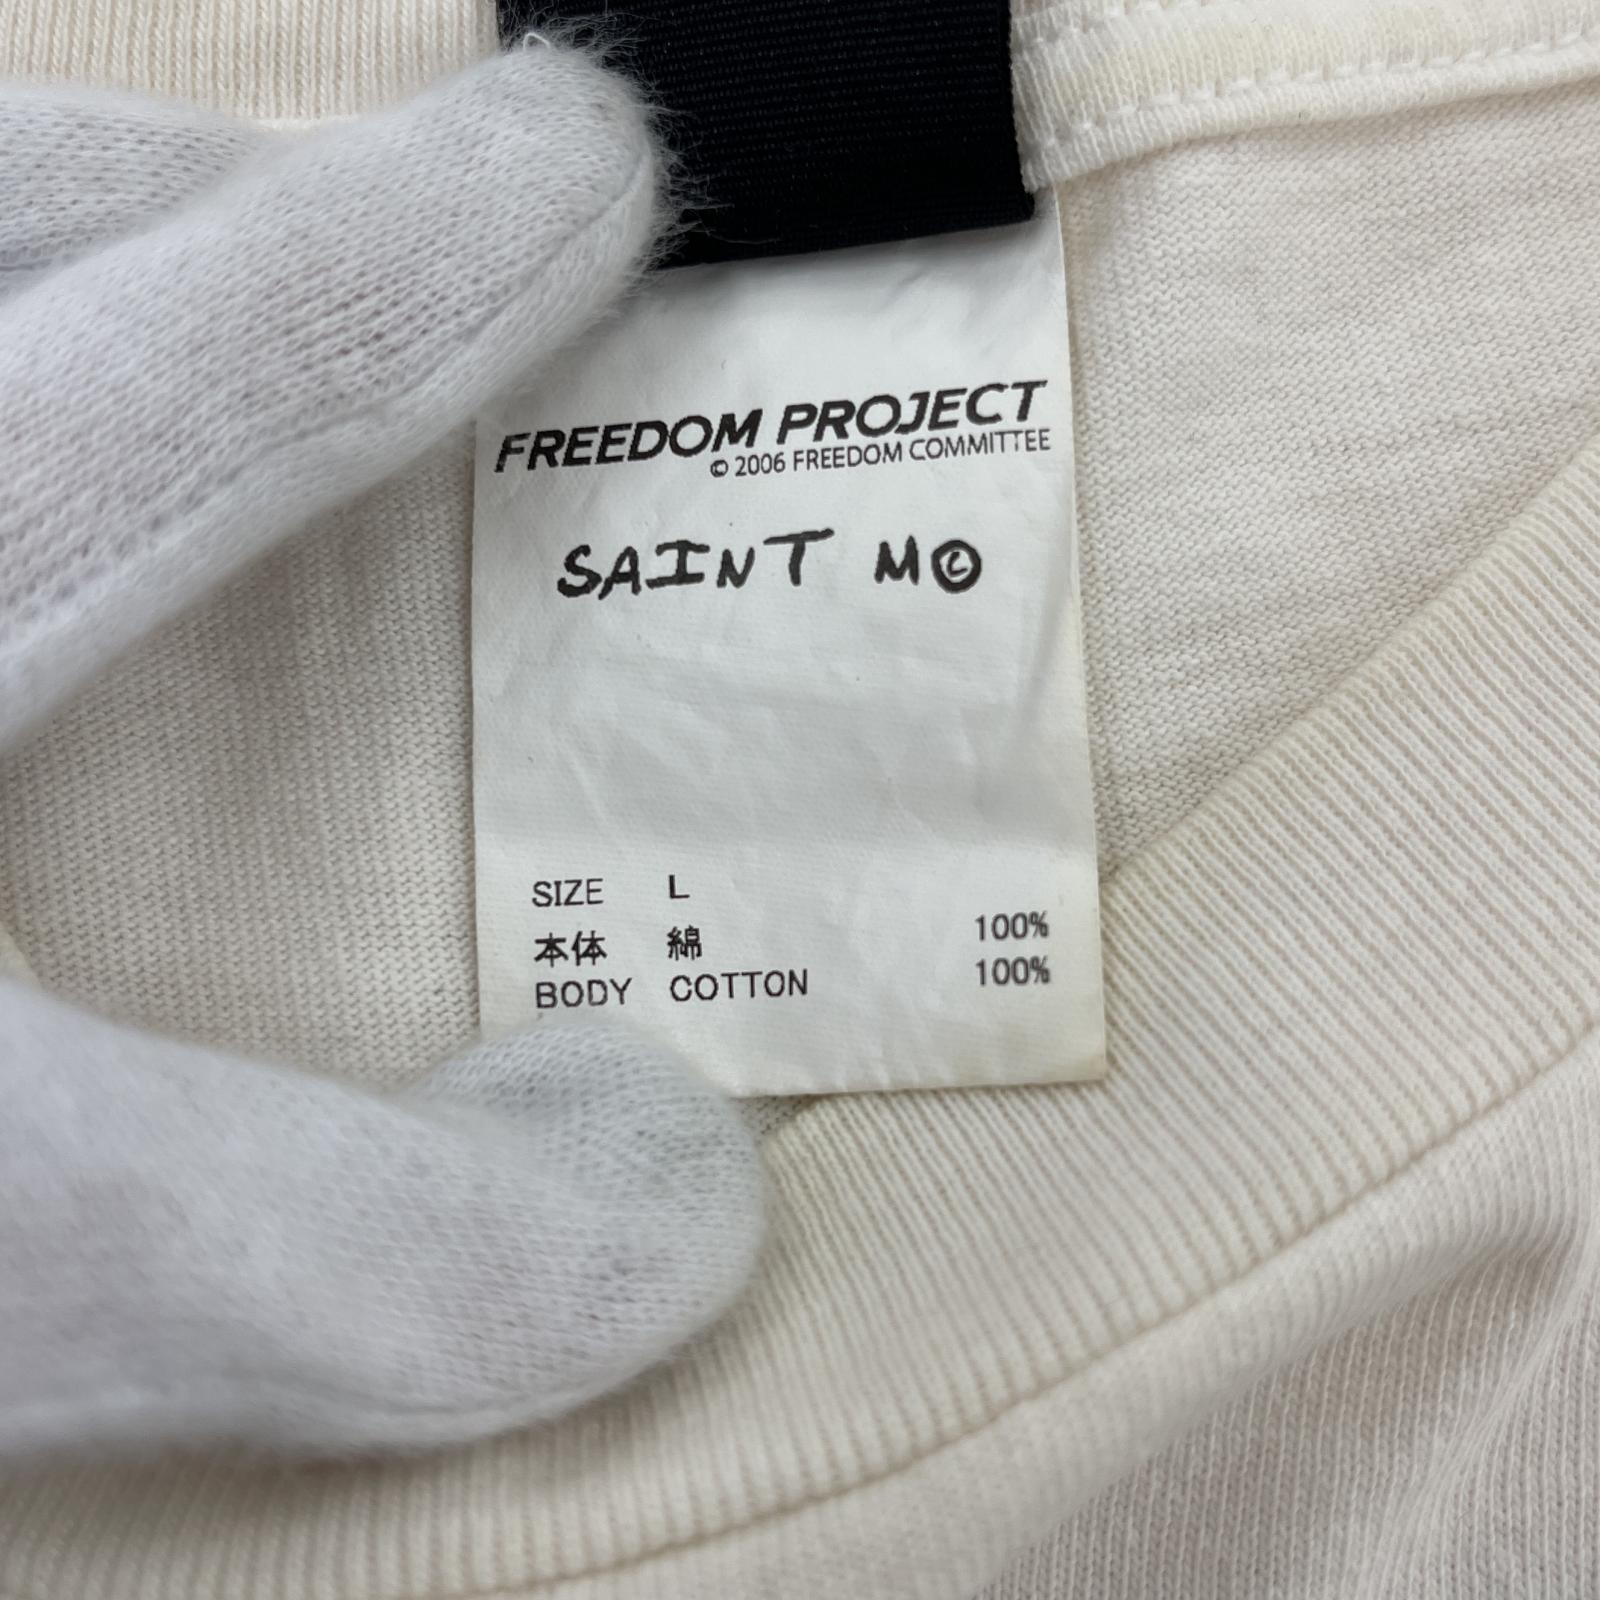 FREEDOM PROJECT
© 2006 FREEDOM COMMITTEE
SAINT M©
SIZE L
本体 綿 100%
BODY COTTON 100%